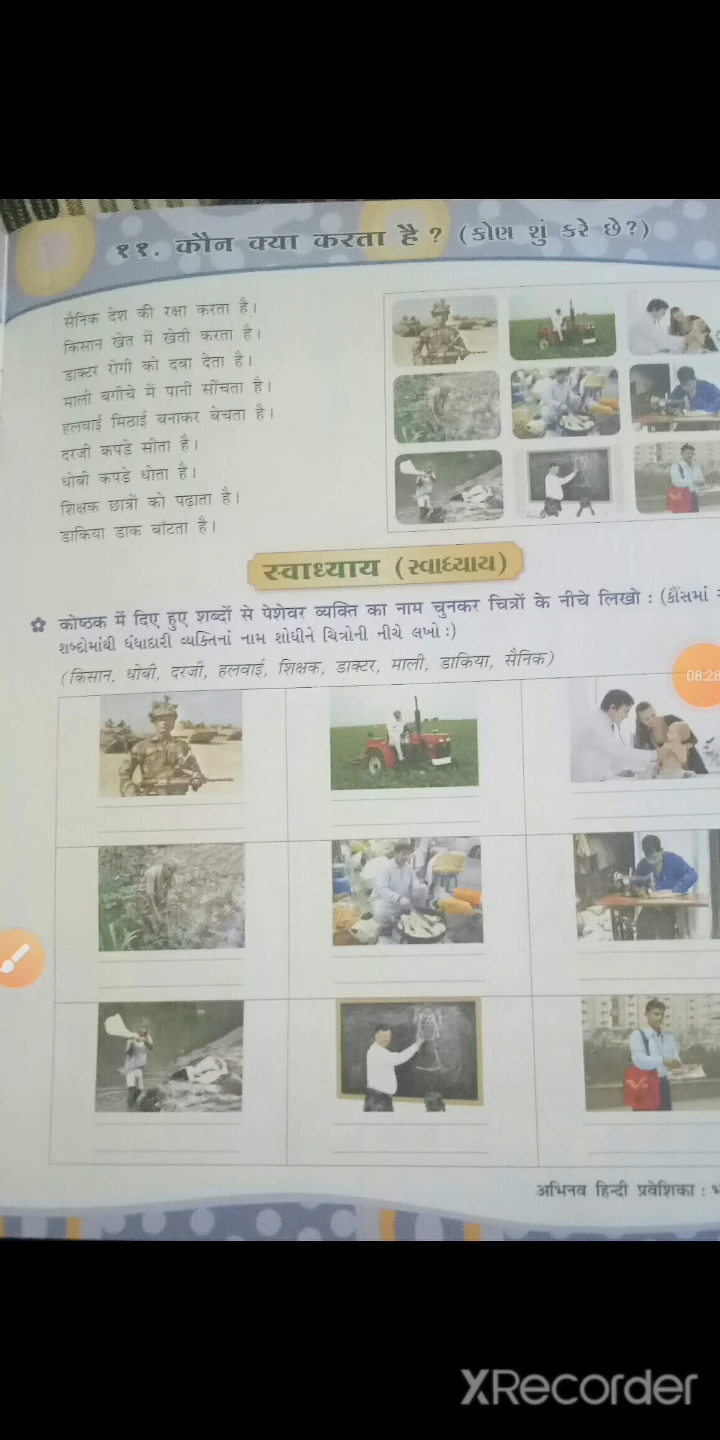 ११. कौन क्या करता है ? (કોણ શું કરે છે?)
सैनिक देश की रक्षा करता है।
किसान खेत में खेती करता है।
डाक्टर रोगी को दवा देता है।
माली बगीचे में पानी सींचता है।
हलवाई मिठाई बनाकर बेचता है।
दरजी कपडे सीता है।
धोबी कपड़े धोता है।
शिक्षक छात्रों को पढ़ाता है।
डाकिया डाक बाँटता है।
स्वाध्याय (સ્વાધ્યાય)
कोष्ठक में दिए हुए शब्दों से पेशेवर व्यक्ति का नाम चुनकर चित्रों के नीचे लिखो : (કૌંસમાં
શબ્દોમાંથી ધંધાદારી વ્યક્તિનાં નામ શોધીને ચિત્રોની નીચે લખો :)
(किसान, धोबी, दरजी, हलवाई, शिक्षक, डाक्टर, माली, डाकिया, सैनिक)
08:28
अभिनव हिन्दी प्रवेशिका :
XRecorder